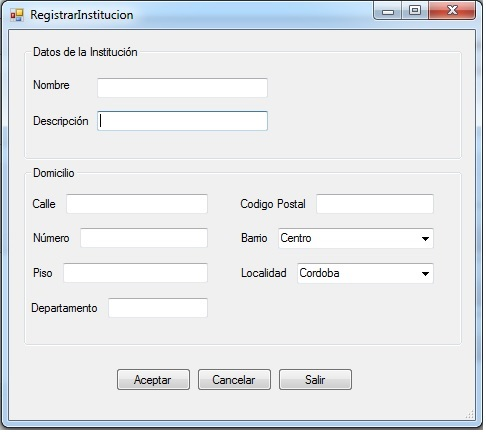 RegistrarInstitucion
Datos de la Institución
Nombre
Descripción
Domicilio
Calle
Codigo Postal
Número
Barrio Centro
Piso
Localidad Cordoba
Departamento
Aceptar Cancelar Salir